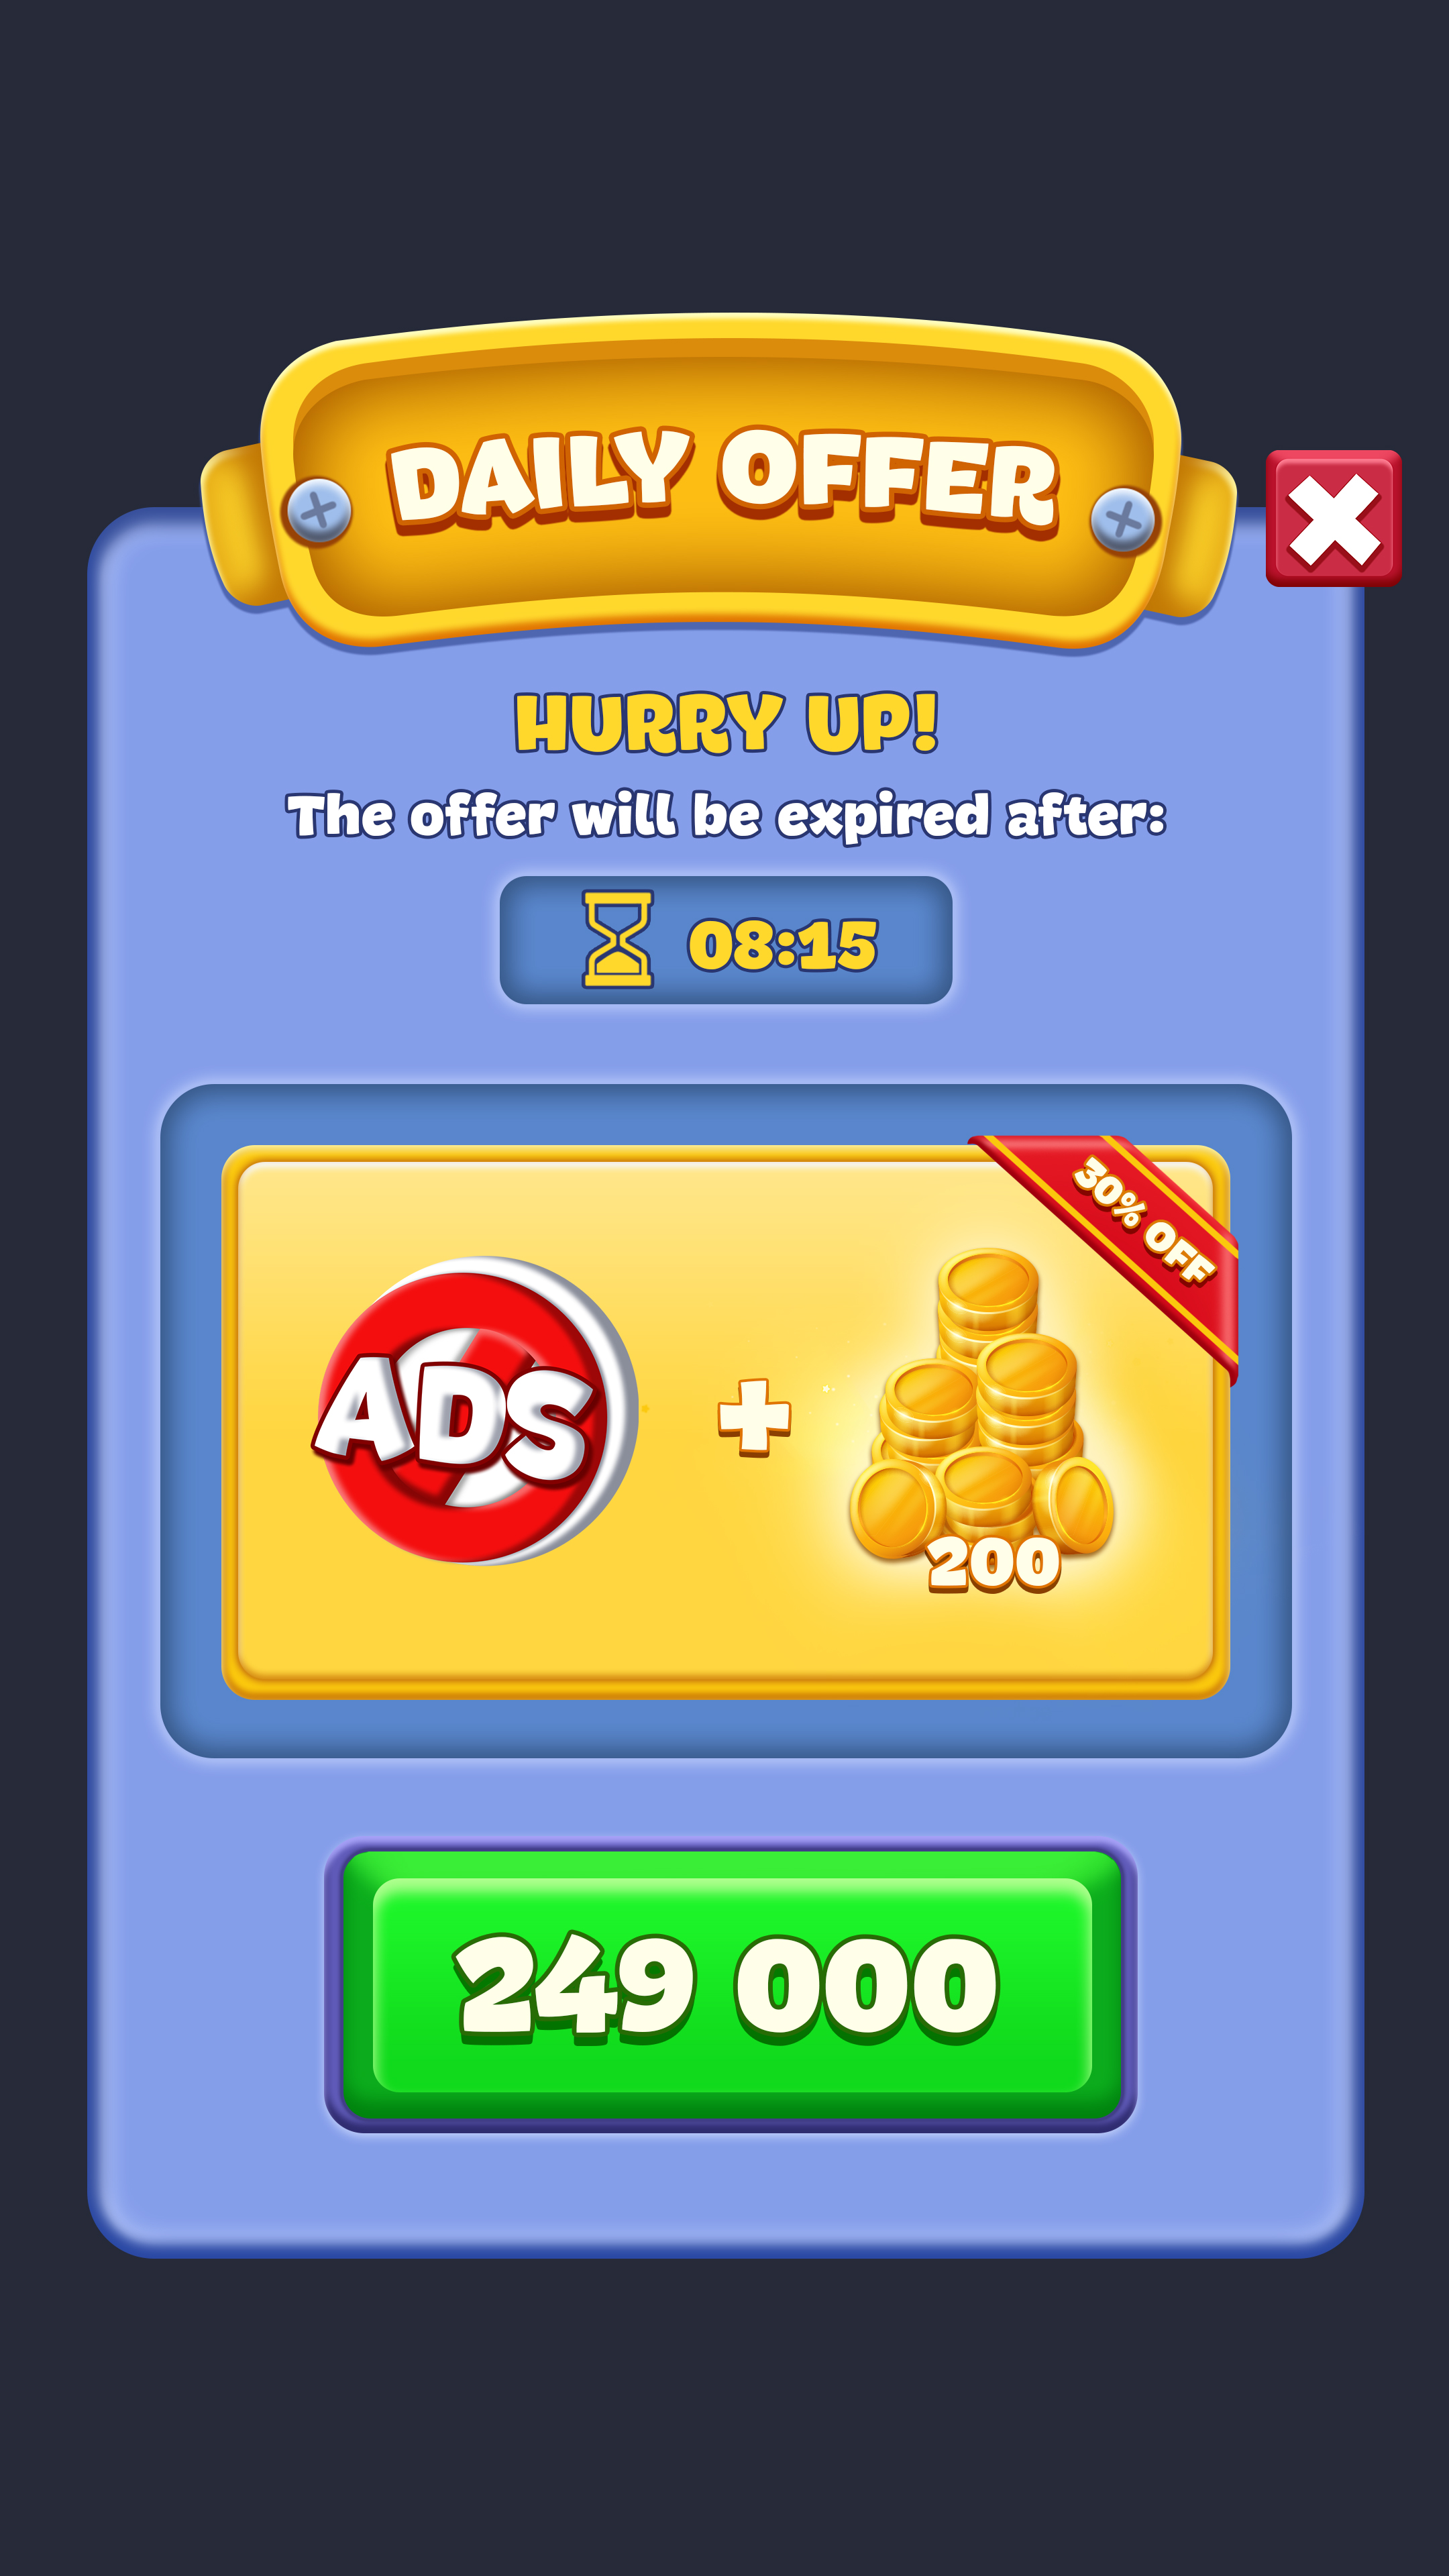 DAILY OFFER
HURRY UP!
The offer will be expired after:
08:15
30% OFF
ADS
+
200
249 000